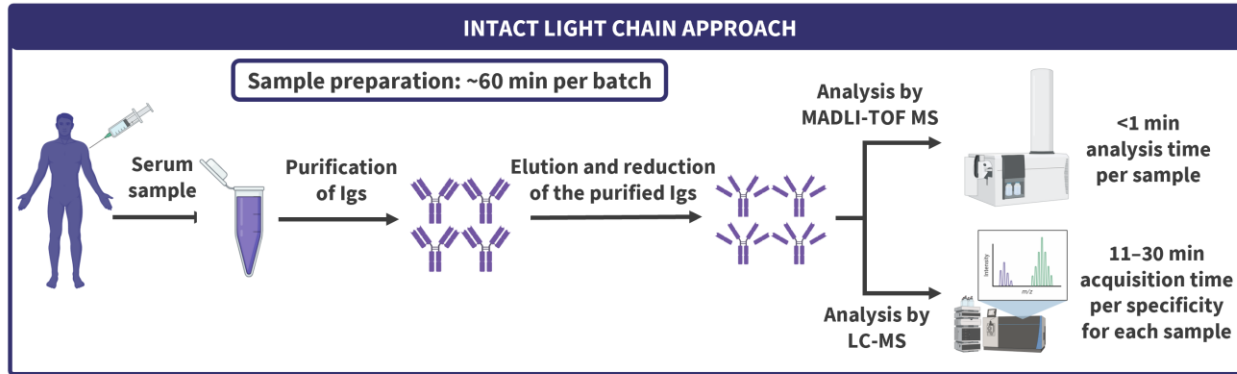 INTACT LIGHT CHAIN APPROACH
Sample preparation: ~60 min per batch
Serum
sample
Purification
of Igs
Elution and reduction
of the purified Igs
Analysis by
MADLI-TOF MS
<1 min
analysis time
per sample
Analysis by
LC-MS
Intensity
m/z
11–30 min
acquisition time
per specificity
for each sample